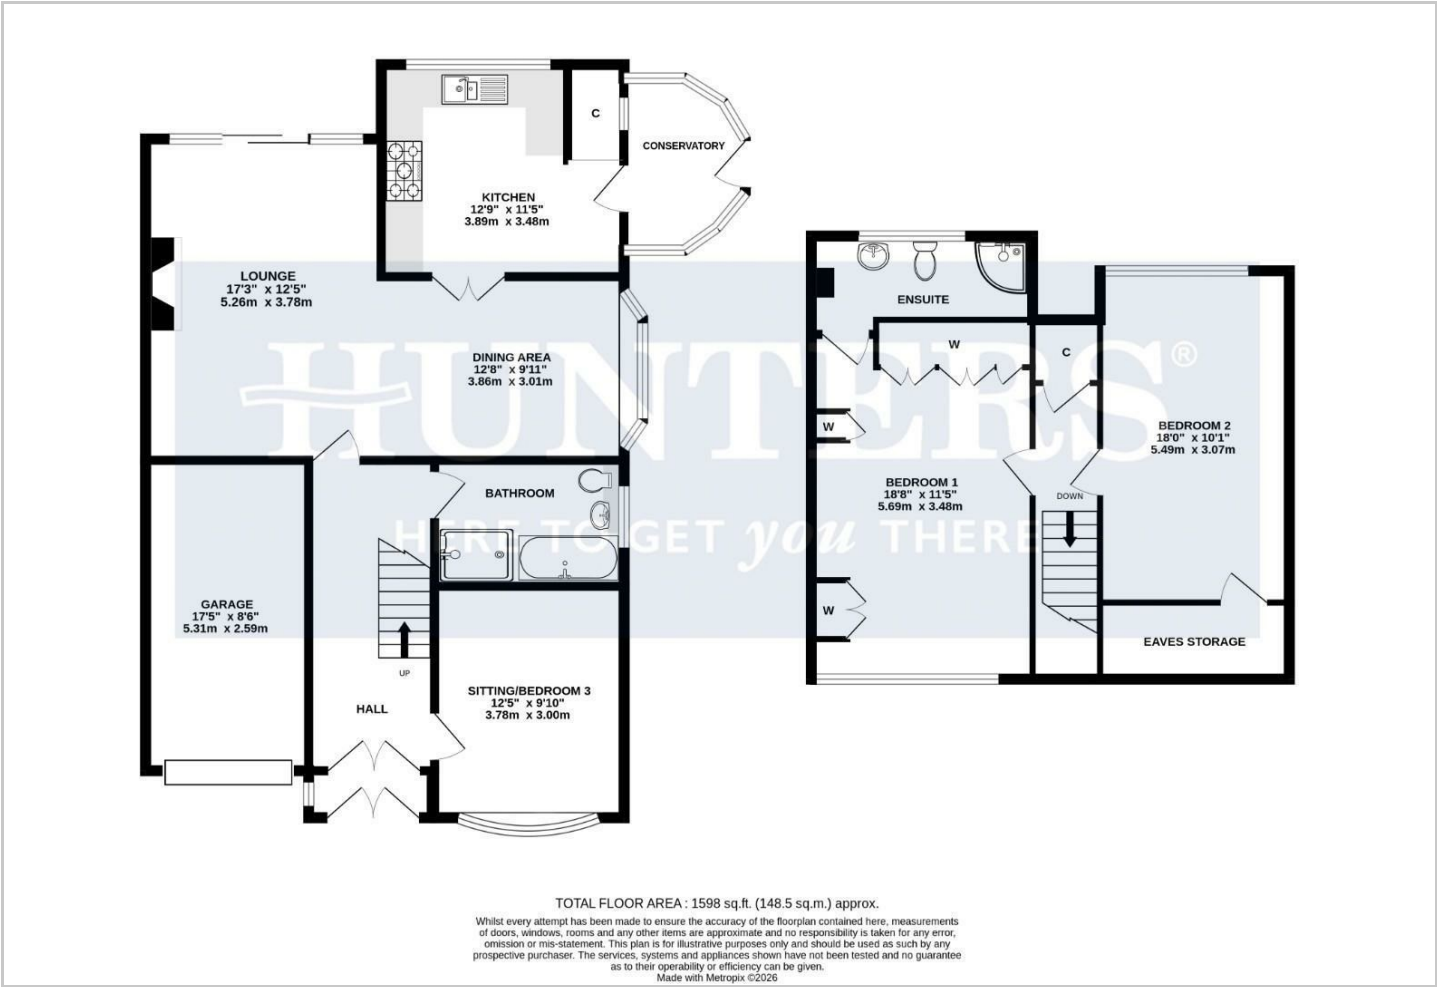 C
CONSERVATORY
KITCHEN
12'9" x 11'5"
3.89m x 3.48m
LOUNGE
17'3" x 12'5"
5.26m x 3.78m
DINING AREA
12'8" x 9'11"
3.86m x 3.01m
BATHROOM
GARAGE
17'5" x 8'6"
5.31m x 2.59m
UP
HALL
SITTING/BEDROOM 3
12'5" x 9'10"
3.78m x 3.00m
ENSUITE
W
C
W
BEDROOM 1
18'8" x 11'5"
5.69m x 3.48m
BEDROOM 2
18'0" x 10'1"
5.49m x 3.07m
DOWN
W
EAVES STORAGE
HUNTERS®
HERE TO GET you THERE
TOTAL FLOOR AREA : 1598 sq.ft. (148.5 sq.m.) approx.
Whilst every attempt has been made to ensure the accuracy of the floorplan contained here, measurements
of doors, windows, rooms and any other items are approximate and no responsibility is taken for any error,
omission or mis-statement. This plan is for illustrative purposes only and should be used as such by any
prospective purchaser. The services, systems and appliances shown have not been tested and no guarantee
as to their operability or efficiency can be given.
Made with Metropix ©2026